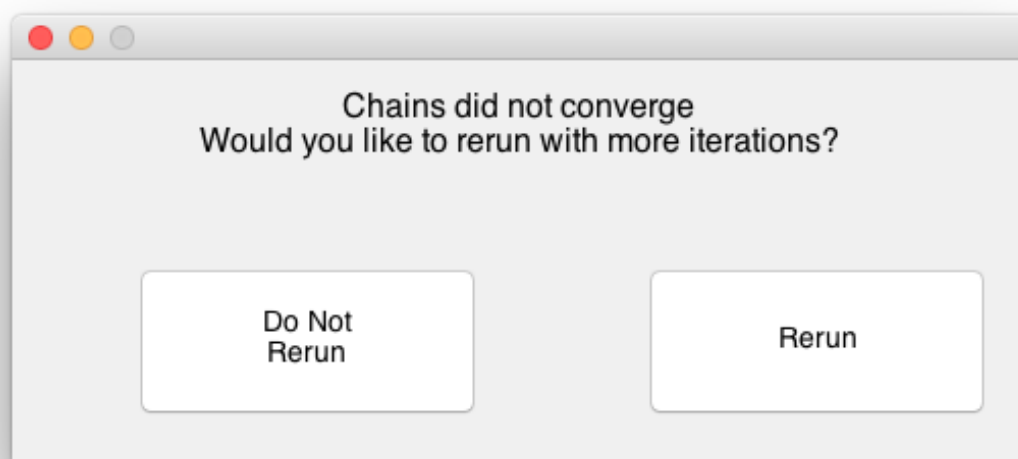 Chains did not converge
Would you like to rerun with more iterations?
Do Not
Rerun
Rerun